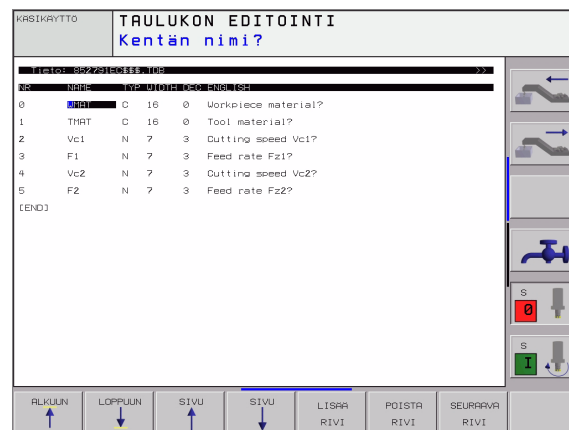 KASIKAYTTO
TAULUKON EDITOINTI
Kentän nimi?
Tieto: 852791EC$$$.TDB >>
NR NAME TYP WIDTH DEC ENGLISH
0 WMAT C 16 0 Workpiece material?
1 TMAT C 16 0 Tool material?
2 Vc1 N 7 3 Cutting speed Vc1?
3 F1 N 7 3 Feed rate Fz1?
4 Vc2 N 7 3 Cutting speed Vc2?
5 F2 N 7 3 Feed rate Fz2?
[END]
S
0
S
I
ALKUUN LOPPUUN SIVU SIVU LISAA RIVI POISTA RIVI SEURAAVA RIVI